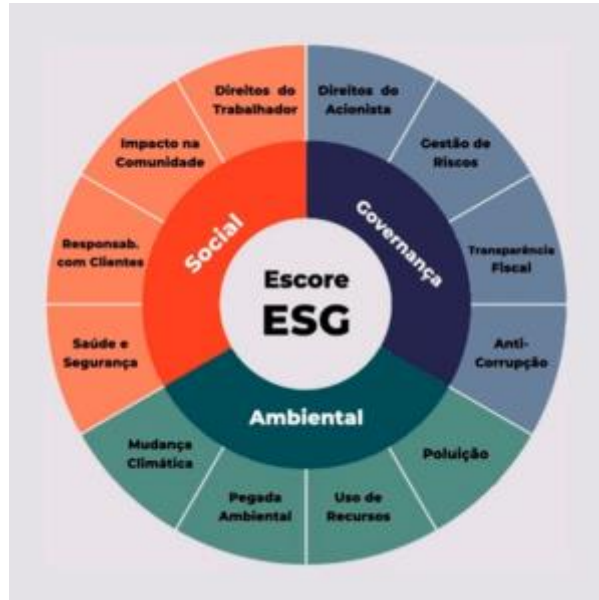 Direitos do
Trabalhador
Direitos do
Acionista
Impacto na
Comunidade
Gestão de
Riscos
Responsab.
com Clientes
Social
Governança
Transparência
Fiscal
Escore
ESG
Saúde e
Segurança
Anti-
Corrupção
Ambiental
Mudança
Climática
Poluição
Pegada
Ambiental
Uso de
Recursos